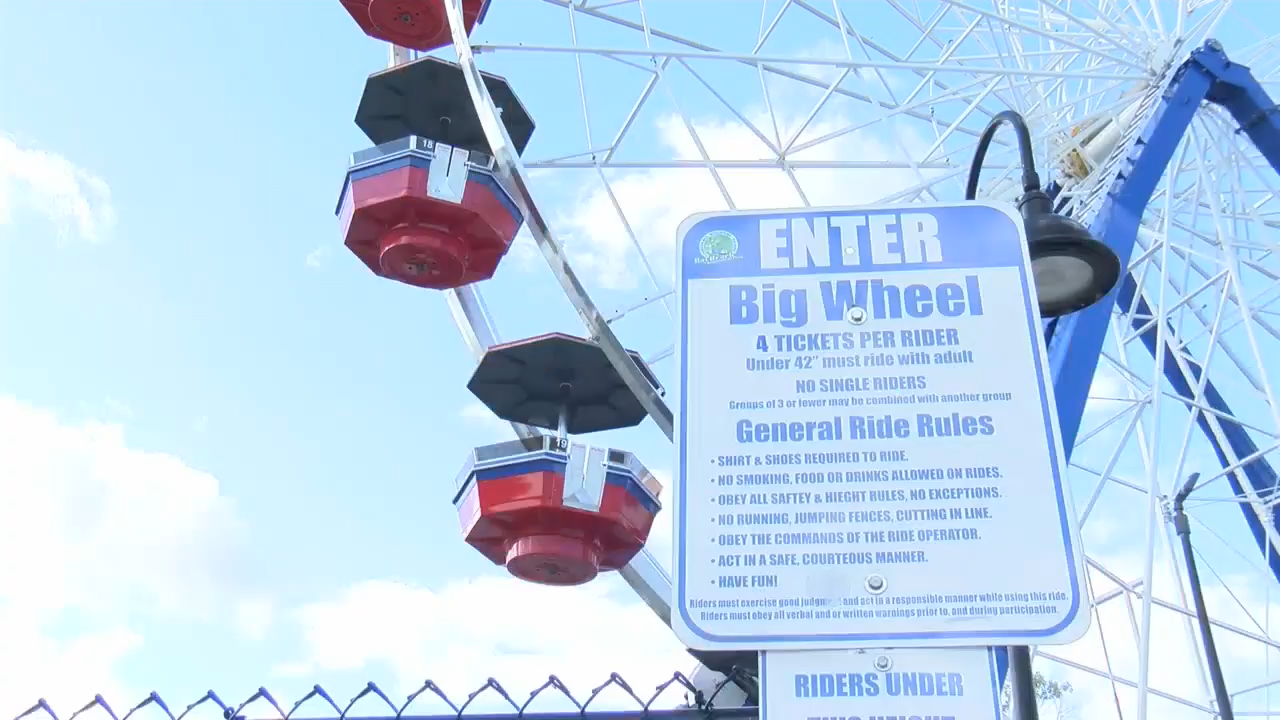 18
19
ENTER
Big Wheel
4 TICKETS PER RIDER
Under 42" must ride with adult
NO SINGLE RIDERS
Groups of 3 or fewer may be combined with another group
General Ride Rules
• SHIRT & SHOES REQUIRED TO RIDE.
• NO SMOKING, FOOD OR DRINKS ALLOWED ON RIDES.
• OBEY ALL SAFTEY & HIEGHT RULES, NO EXCEPTIONS.
• NO RUNNING, JUMPING FENCES, CUTTING IN LINE.
• OBEY THE COMMANDS OF THE RIDE OPERATOR.
• ACT IN A SAFE, COURTEOUS MANNER.
• HAVE FUN!
Riders must exercise good and act in a responsible manner while using this ride.
Riders must obey all verbal and or written warnings prior to, and during participation.
RIDERS UNDER
THIS HEIGHT